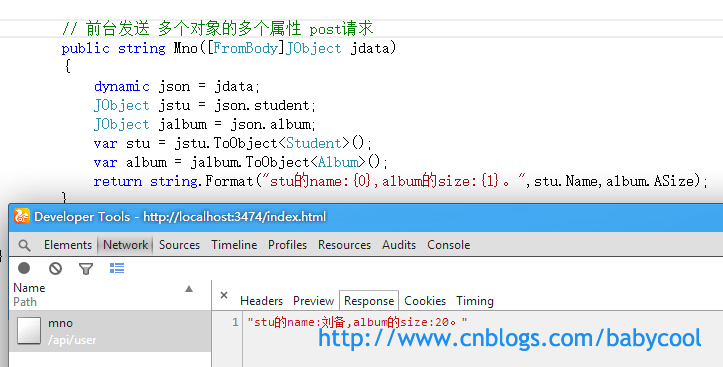 // 前台发送 多个对象的多个属性 post请求
public string Mno([FromBody]JObject jdata)
{
dynamic json = jdata;
JObject jstu = json.student;
JObject jalbum = json.album;
var stu = jstu.ToObject<Student>();
var album = jalbum.ToObject<Album>();
return string.Format("stu的name:{0},album的size:{1}。",stu.Name,album.ASize);
}
}
Developer Tools - http://localhost:3474/index.html
Elements Network Sources Timeline Profiles Resources Audits Console
Name
Path
× Headers Preview Response Cookies Timing
mno
/api/user
1 "stu的name:刘备,album的size:20。"
http://www.cnblogs.com/babycool